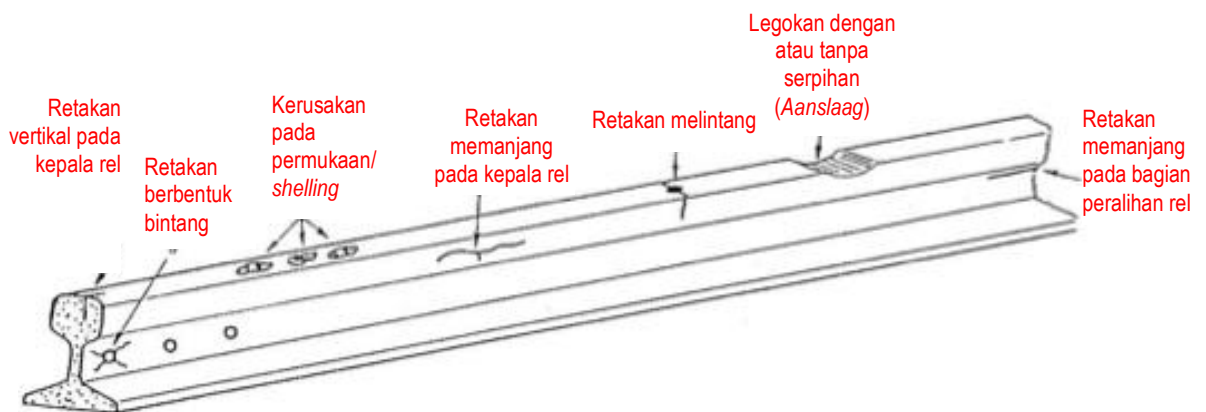 Retakan
vertikal pada
kepala rel
Retakan
berbentuk
bintang
Kerusakan
pada
permukaan/
shelling
Retakan
memanjang
pada kepala rel
Retakan melintang
Legokan dengan
atau tanpa
serpihan
(Aanslaag)
Retakan
memanjang
pada bagian
peralihan rel